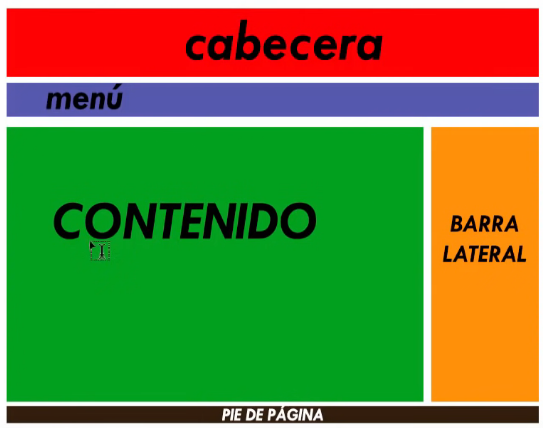 cabecera
menú
CONTENIDO
BARRA
LATERAL
PIE DE PÁGINA